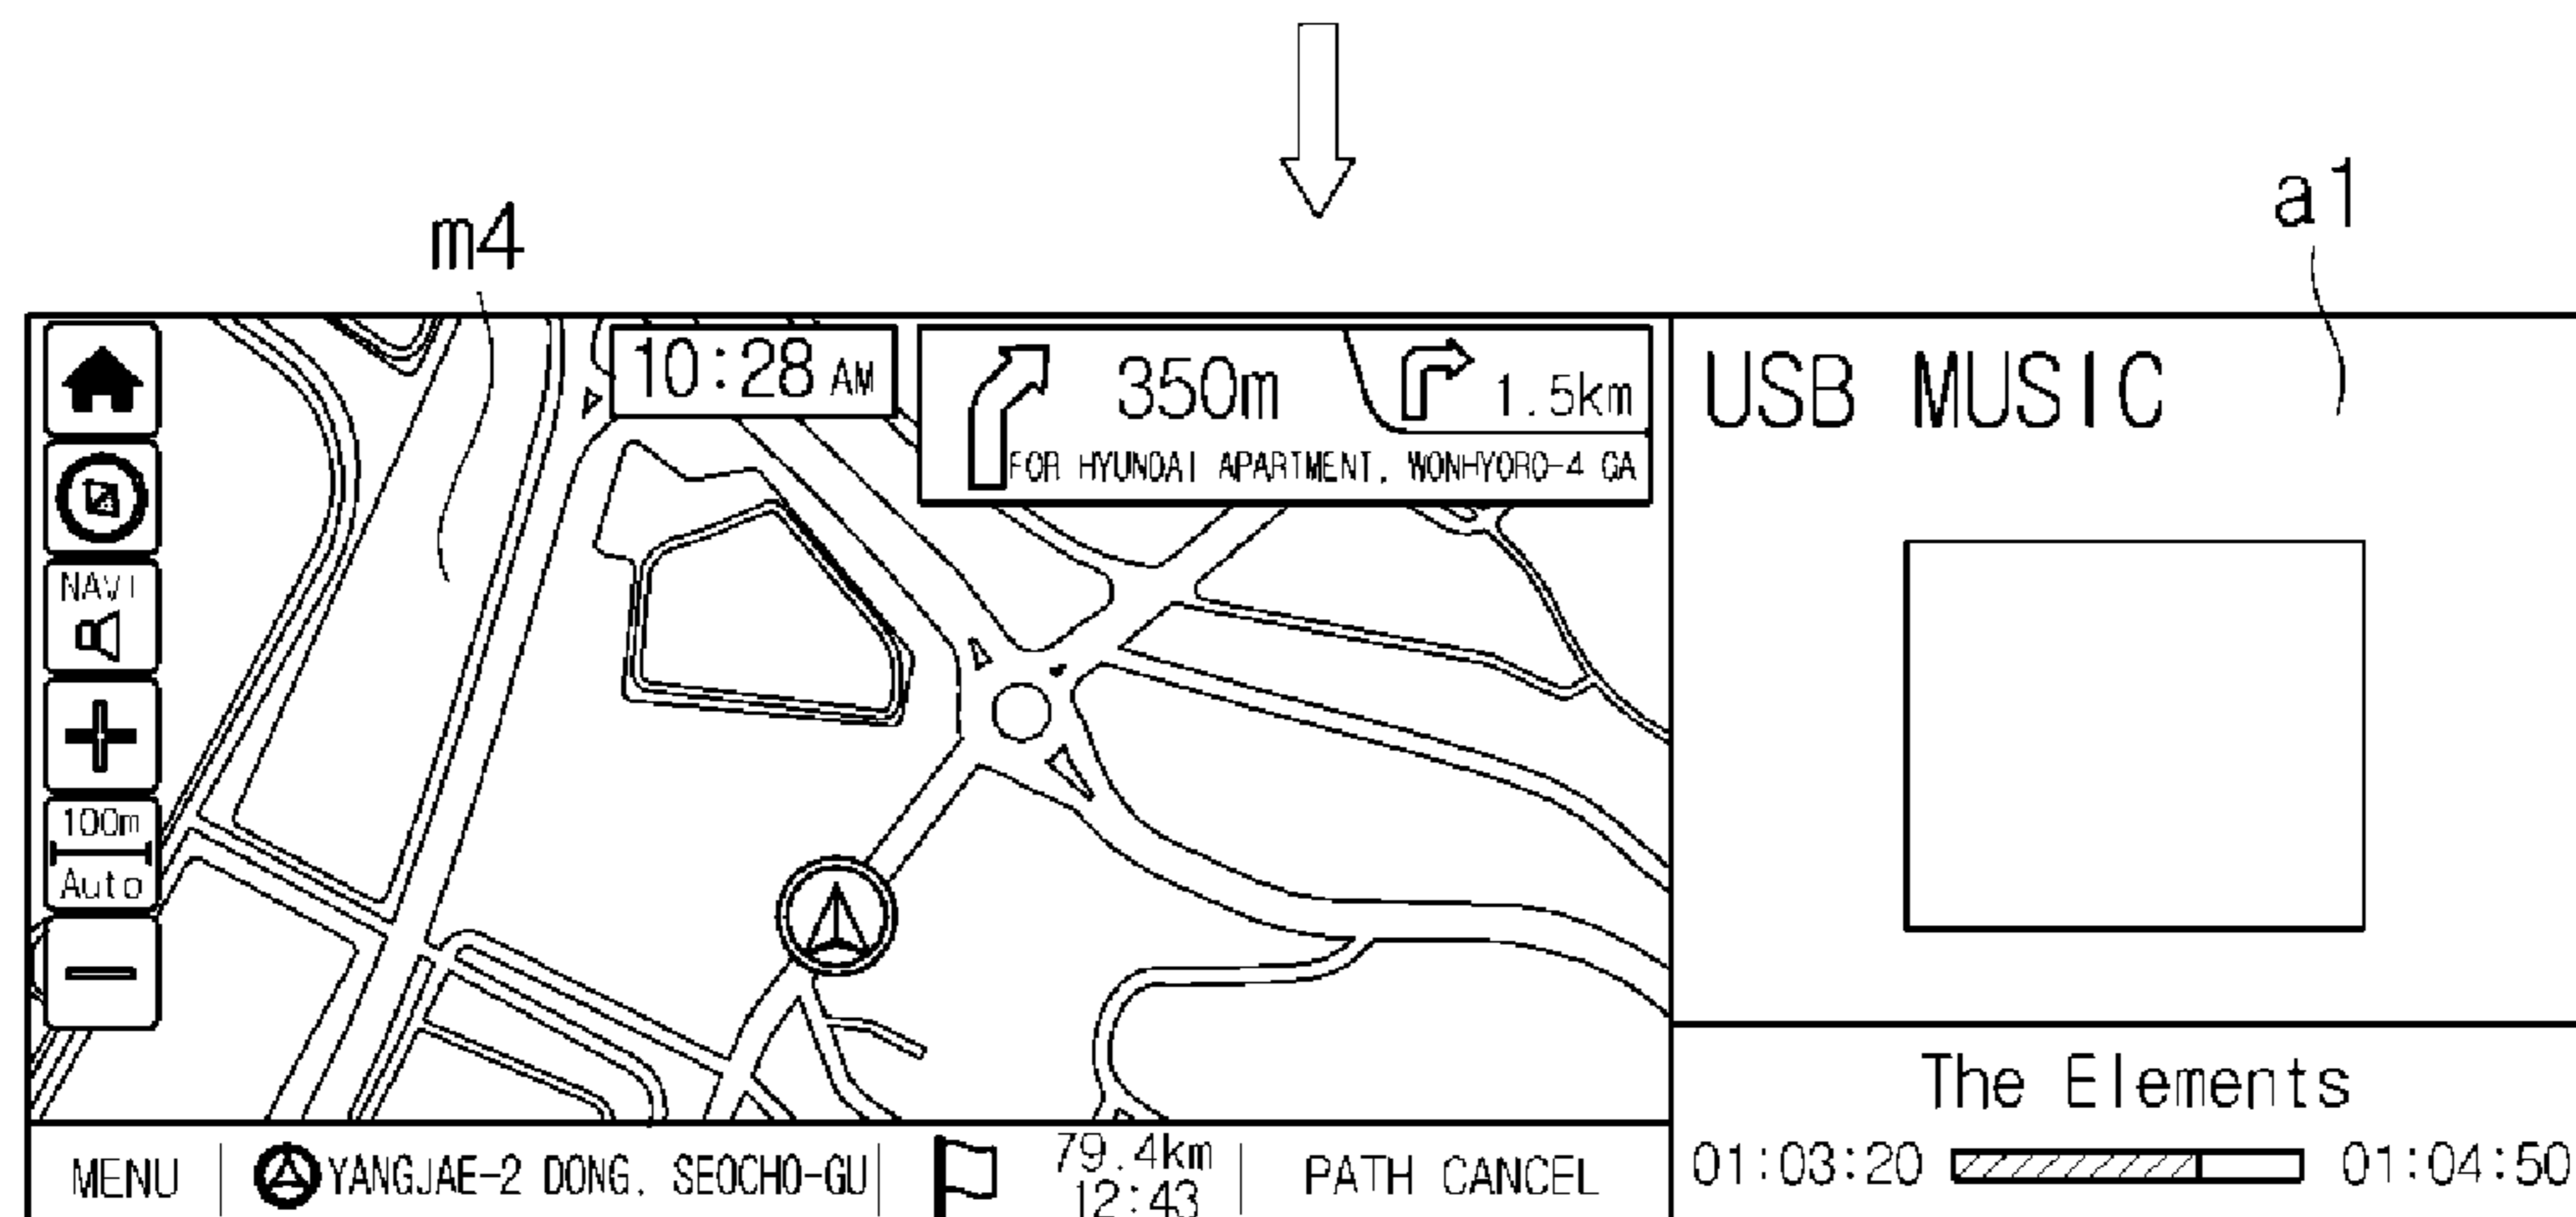 m4
a1
10:28 AM
350m
1.5km
FOR HYUNDAI APARTMENT, WONHYORO-4 GA
USB MUSIC
NAVI
100m
Auto
The Elements
01:03:20 01:04:50
MENU
YANGJAE-2 DONG, SEOCHO-GU
79.4km
12:43
PATH CANCEL